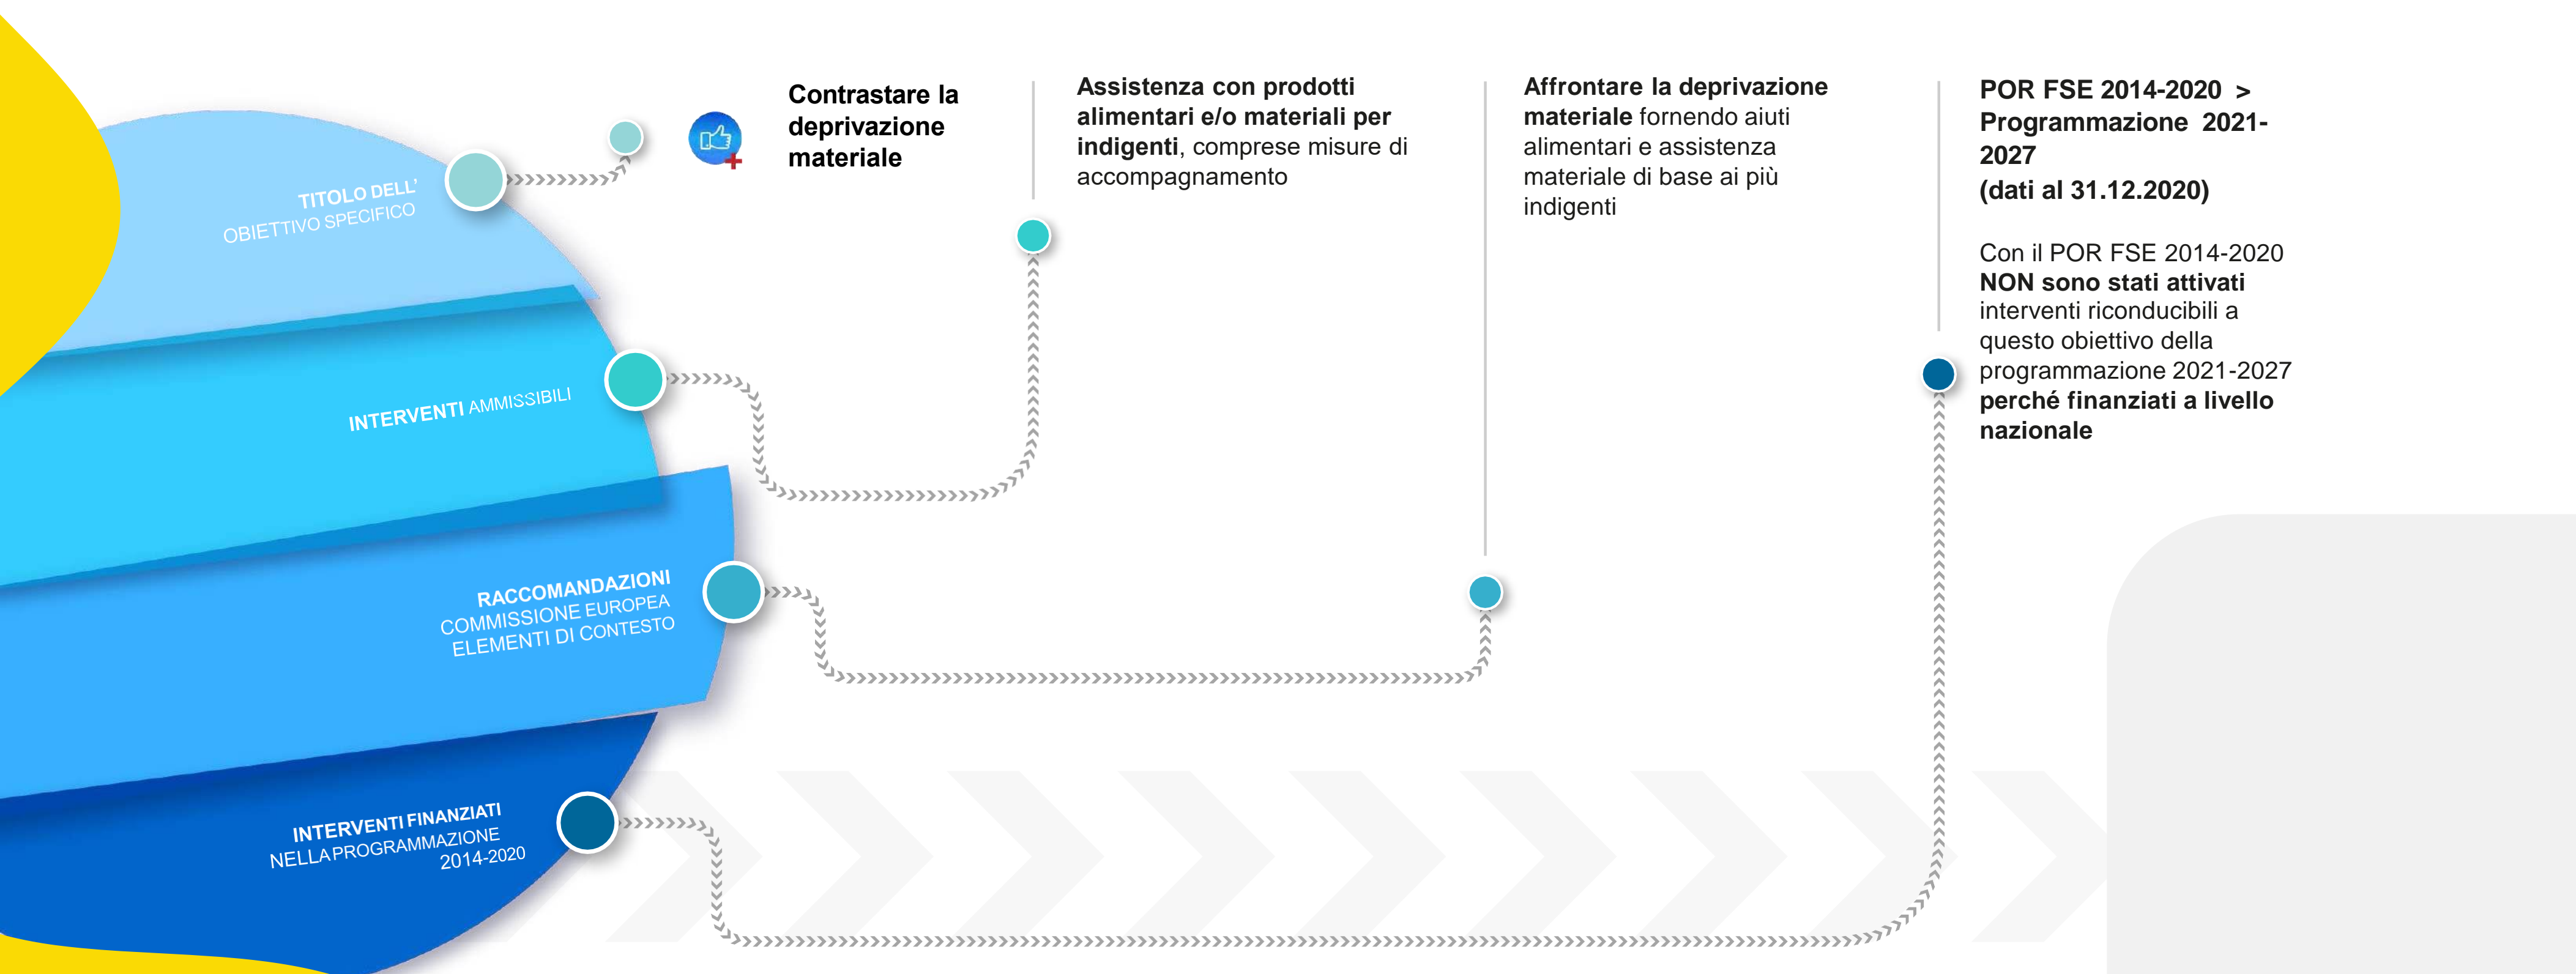 TITOLO DELL'
OBIETTIVO SPECIFICO
Contrastare la
deprivazione
materiale
INTERVENTI AMMISSIBILI
Assistenza con prodotti
alimentari e/o materiali per
indigenti, comprese misure di
accompagnamento
RACCOMANDAZIONI
COMMISSIONE EUROPEA
ELEMENTI DI CONTESTO
Affrontare la deprivazione
materiale fornendo aiuti
alimentari e assistenza
materiale di base ai più
indigenti
INTERVENTI FINANZIATI
NELLA PROGRAMMAZIONE
2014-2020
POR FSE 2014-2020 >
Programmazione 2021-
2027
(dati al 31.12.2020)
Con il POR FSE 2014-2020
NON sono stati attivati
interventi riconducibili a
questo obiettivo della
programmazione 2021-2027
perché finanziati a livello
nazionale